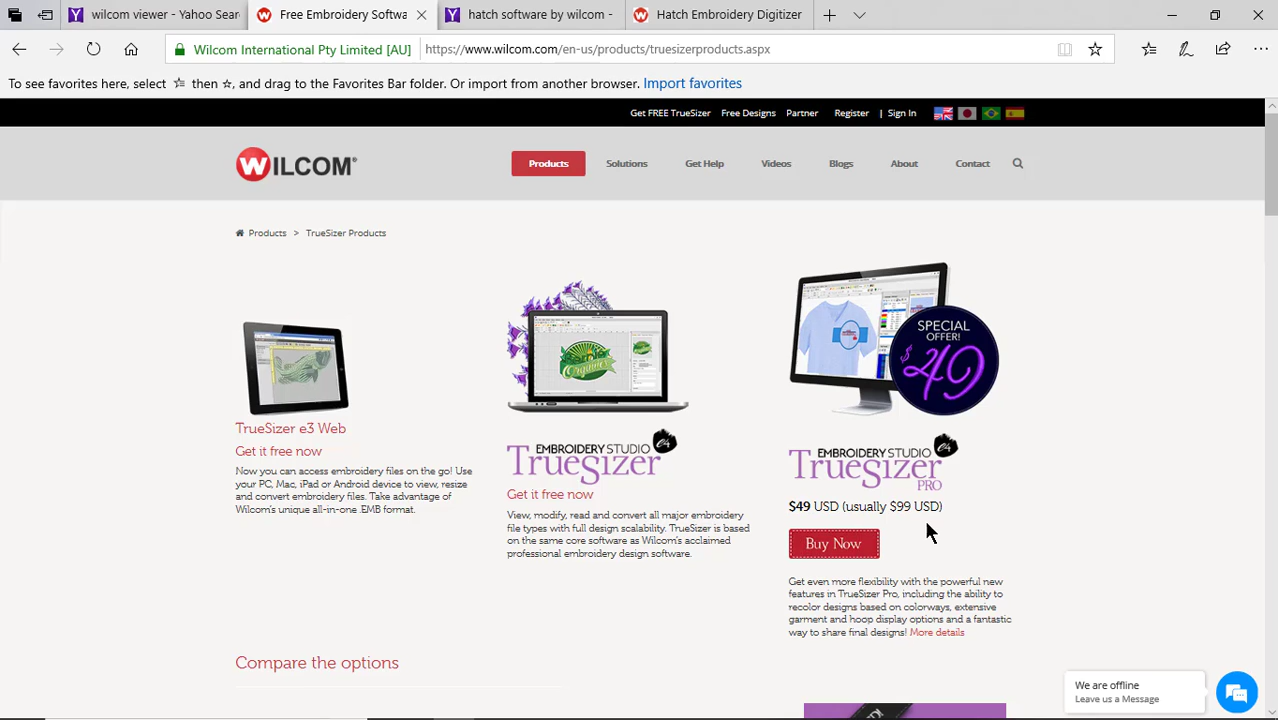 wilcom viewer - Yahoo Sear
Free Embroidery Softwa
hatch software by wilcom -
Hatch Embroidery Digitizer
Wilcom International Pty Limited [AU]
https://www.wilcom.com/en-us/products/truesizerproducts.aspx
To see favorites here, select ☆ then ☆, and drag to the Favorites Bar folder. Or import from another browser. Import favorites
Get FREE TrueSizer Free Designs Partner Register | Sign In
WILCOM®
Products Solutions Get Help Videos Blogs About Contact
Products > TrueSizer Products
TrueSizer e3 Web
Get it free now
Now you can access embroidery files on the go! Use
your PC, Mac, iPad or Android device to view, resize
and convert embroidery files. Take advantage of
Wilcom's unique all-in-one .EMB format.
Organic
EMBROIDERY STUDIO e4
TrueSizer
Get it free now
View, modify, read and convert all major embroidery
file types with full design scalability. TrueSizer is based
on the same core software as Wilcom's acclaimed
professional embroidery design software.
SPECIAL
OFFER!
$49
EMBROIDERY STUDIO e4
TrueSizer
PRO
$49 USD (usually $99 USD)
Buy Now
Get even more flexibility with the powerful new
features in TrueSizer Pro, including the ability to
recolor designs based on colorways, extensive
garment and hoop display options and a fantastic
way to share final designs! More details
Compare the options
We are offline
Leave us a Message